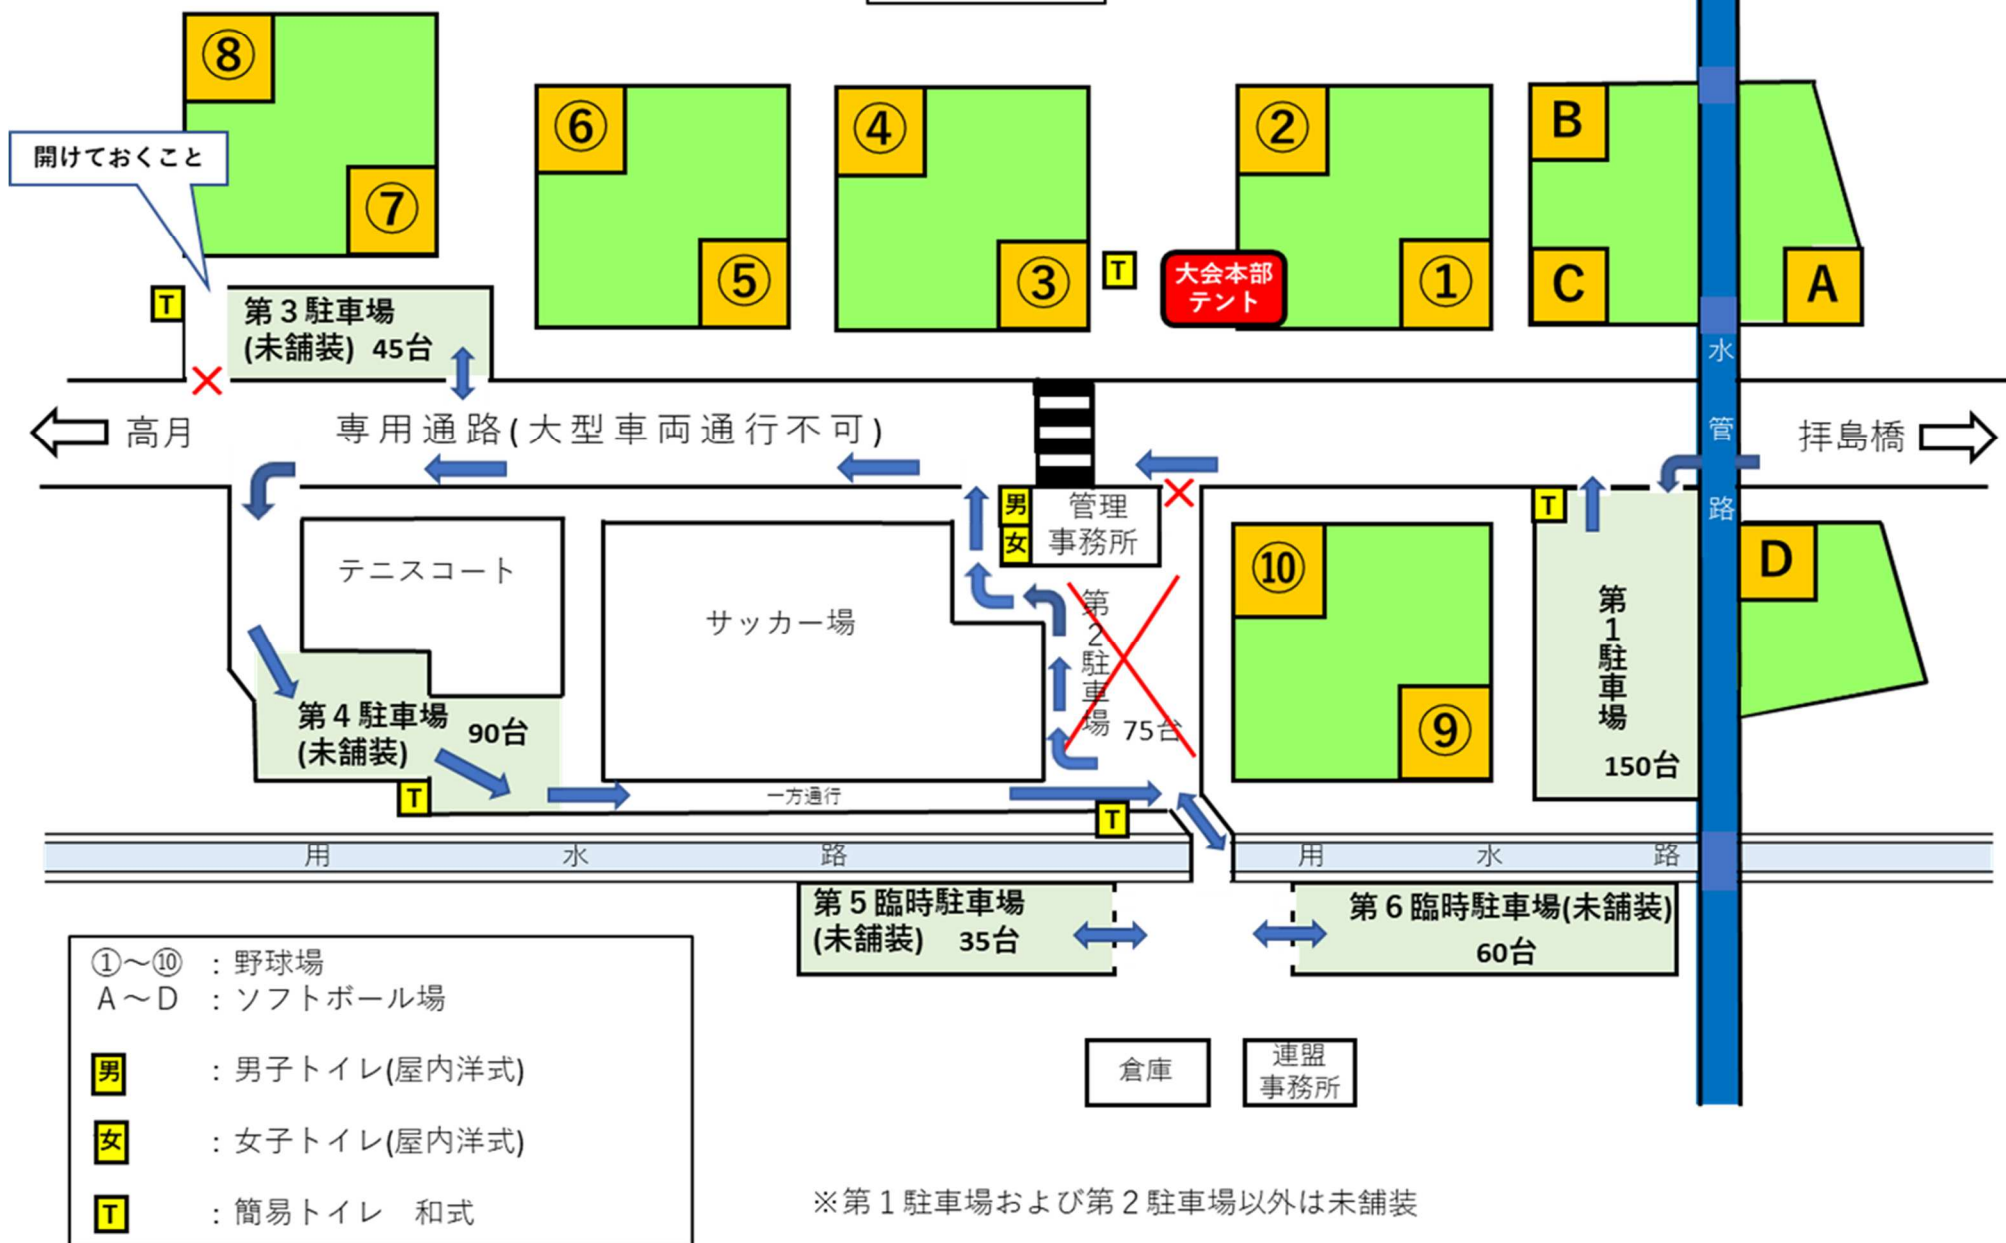 ⑧
⑥
④
②
B
開けておくこと
⑦
⑤
③
T
大会本部
テント
①
C
A
T
第3駐車場
(未舗装) 45台
水管路
高月
専用通路(大型車両通行不可)
拝島橋
男
女
管理
事務所
T
テニスコート
サッカー場
第2駐車場
75台
⑩
⑨
第1駐車場
150台
D
第4駐車場
(未舗装)
90台
T
一方通行
T
用水路
用水路
第5臨時駐車場
(未舗装) 35台
第6臨時駐車場(未舗装)
60台
①～⑩ : 野球場
A～D : ソフトボール場
男 : 男子トイレ(屋内洋式)
女 : 女子トイレ(屋内洋式)
T : 簡易トイレ 和式
倉庫
連盟
事務所
※第1駐車場および第2駐車場以外は未舗装